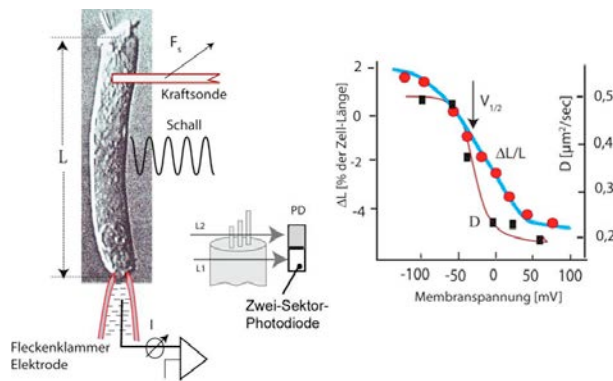 L
Fs
Kraftsonde
Schall
L2
L1
PD
Zwei-Sektor-
Photodiode
I
Fleckenklammer
Elektrode
ΔL [% der Zell-Länge]
2
0
-2
-4
V1/2
ΔL/L
D
0,5
0,4
0,3
0,2
D [µm²/sec]
-100 -50 0 50 100
Membranspannung [mV]